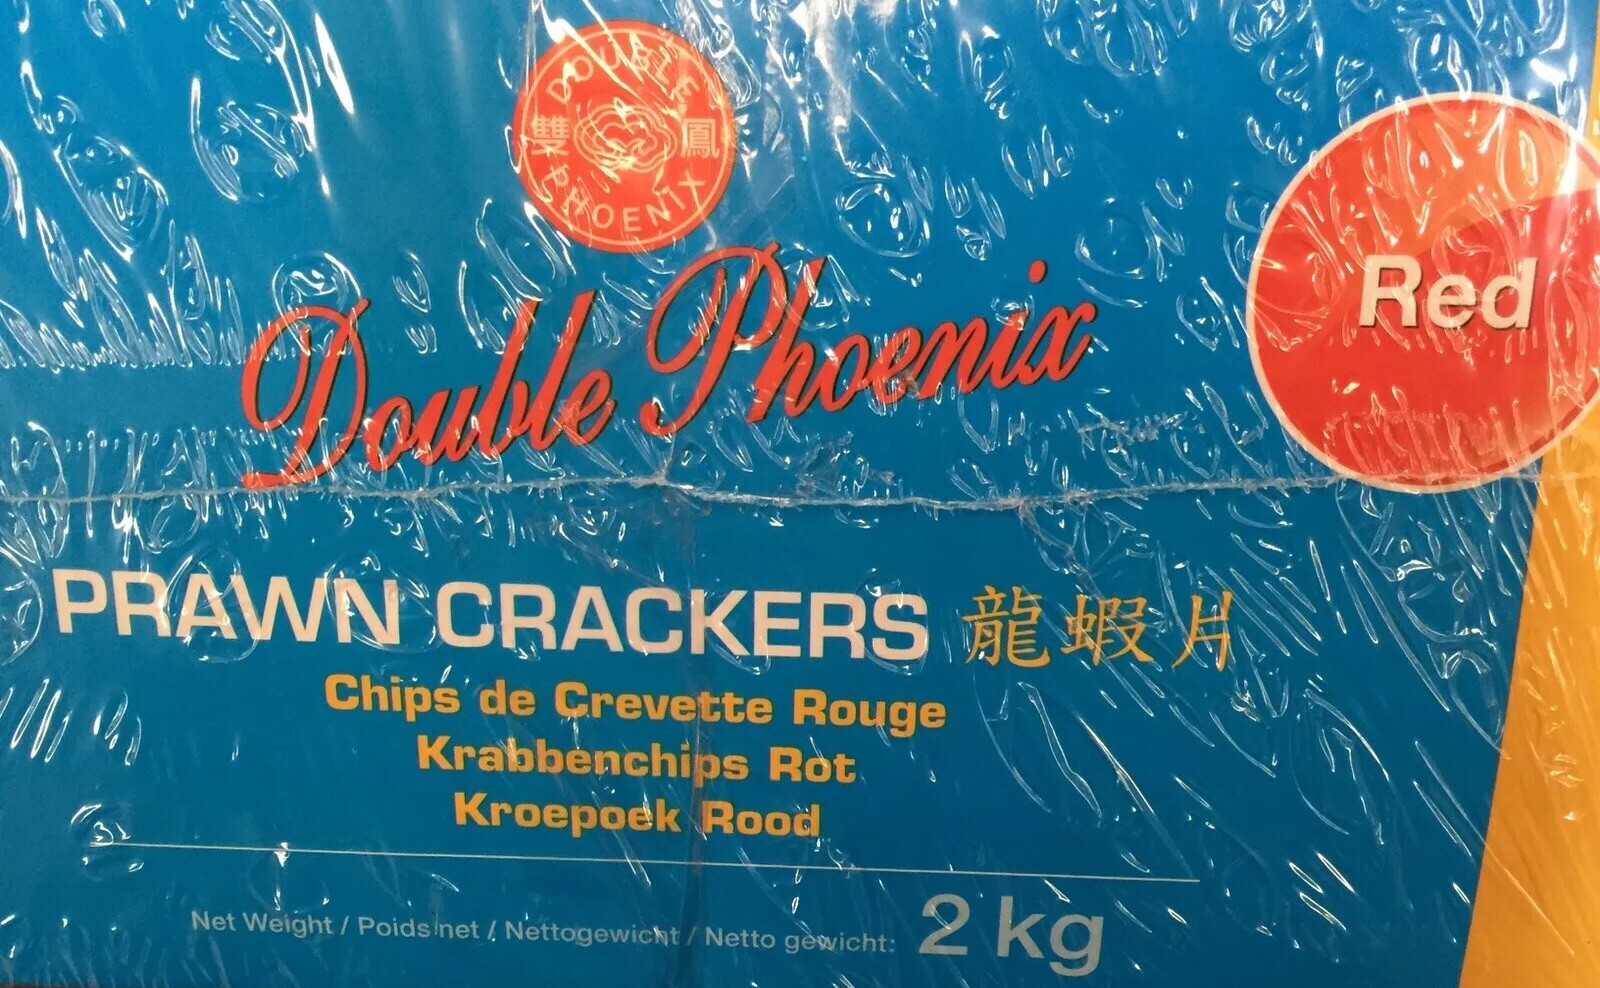 DOUBLE
雙 鳳
PHOENIX
Double Phoenix
Red
PRAWN CRACKERS 龍蝦片
Chips de Crevette Rouge
Krabbenchips Rot
Kroepoek Rood
Net Weight / Poids net / Nettogewicht / Netto gewicht: 2 kg